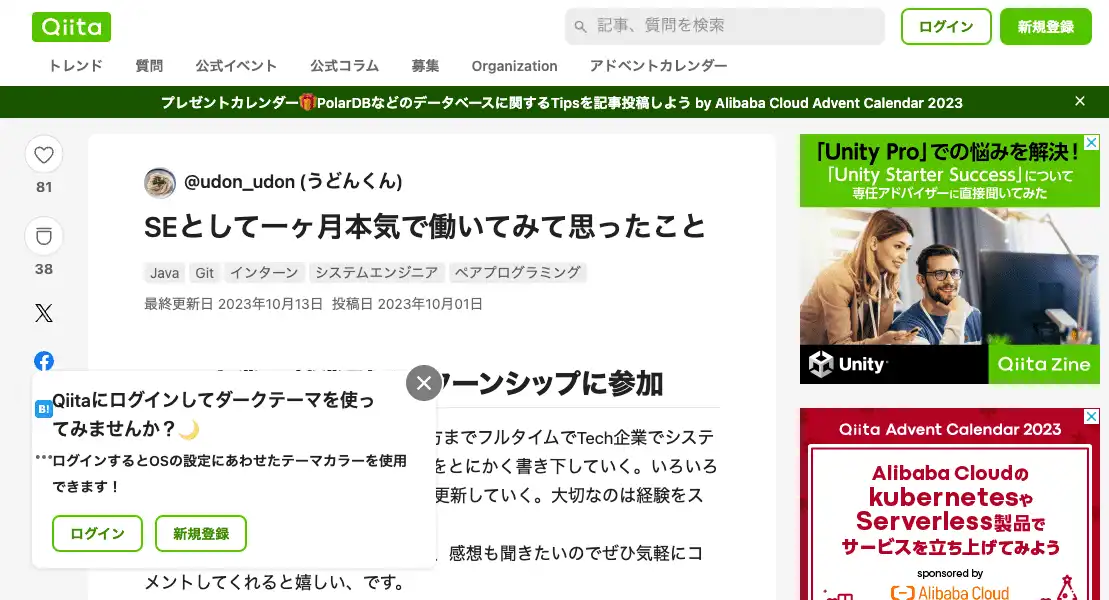 Qiita
記事、質問を検索
ログイン
新規登録
トレンド 質問 公式イベント 公式コラム 募集 Organization アドベントカレンダー
プレゼントカレンダー🎁PolarDBなどのデータベースに関するTipsを記事投稿しよう by Alibaba Cloud Advent Calendar 2023
81
38
@udon_udon (うどんくん)
SEとして一ヶ月本気で働いてみて思ったこと
Java Git インターン システムエンジニア ペアプログラミング
最終更新日 2023年10月13日 投稿日 2023年10月01日
ターンシップに参加
方までフルタイムでTech企業でシステ
をとにかく書き下していく。いろいろ
更新していく。大切なのは経験をス
、感想も聞きたいのでぜひ気軽にコ
メントしてくれると嬉しい、です。
B!
Qiitaにログインしてダークテーマを使っ
てみませんか？🌙
ログインするとOSの設定にあわせたテーマカラーを使用
できます！
ログイン
新規登録
「Unity Pro」での悩みを解決！
「Unity Starter Success」について
専任アドバイザーに直接聞いてみた
Unity
Qiita Zine
Qiita Advent Calendar 2023
Alibaba Cloudの
kubernetesや
Serverless製品で
サービスを立ち上げてみよう
sponsored by
Alibaba Cloud